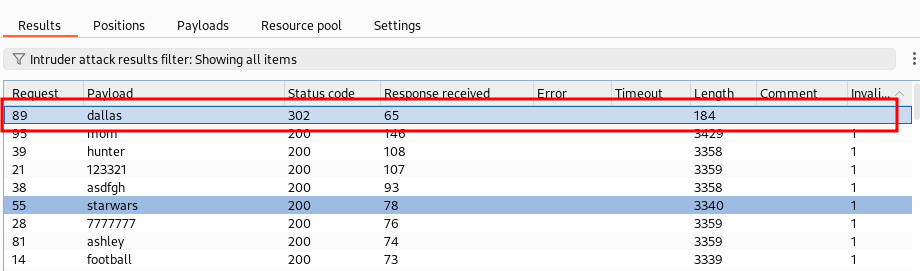 Results Positions Payloads Resource pool Settings
Intruder attack results filter: Showing all items
Request Payload Status code Response received Error Timeout Length Comment Invali...
89 dallas 302 65 184
95 mom 200 146 3429 1
39 hunter 200 108 3358 1
21 123321 200 107 3359 1
38 asdfgh 200 93 3358 1
55 starwars 200 78 3340 1
28 7777777 200 76 3359 1
81 ashley 200 74 3359 1
14 football 200 73 3339 1